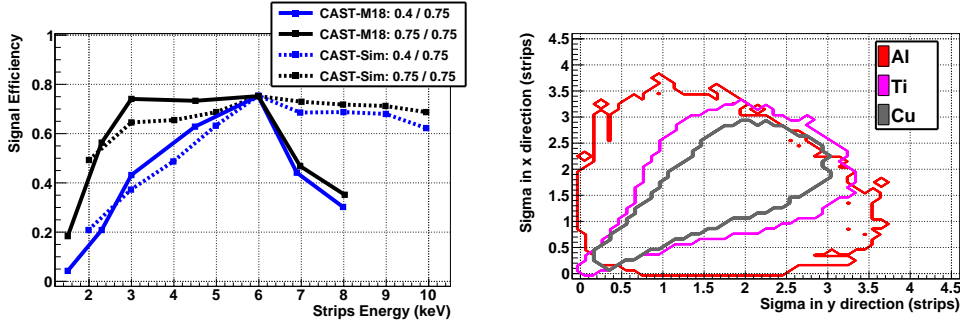 CAST-M18: 0.4 / 0.75
CAST-M18: 0.75 / 0.75
CAST-Sim: 0.4 / 0.75
CAST-Sim: 0.75 / 0.75
Signal Efficiency
1
0.8
0.6
0.4
0.2
0
2 3 4 5 6 7 8 9 10
Strips Energy (keV)
Sigma in x direction (strips)
4.5
4
3.5
3
2.5
2
1.5
1
0.5
0
Al
Ti
Cu
0 0.5 1 1.5 2 2.5 3 3.5 4 4.5
Sigma in y direction (strips)